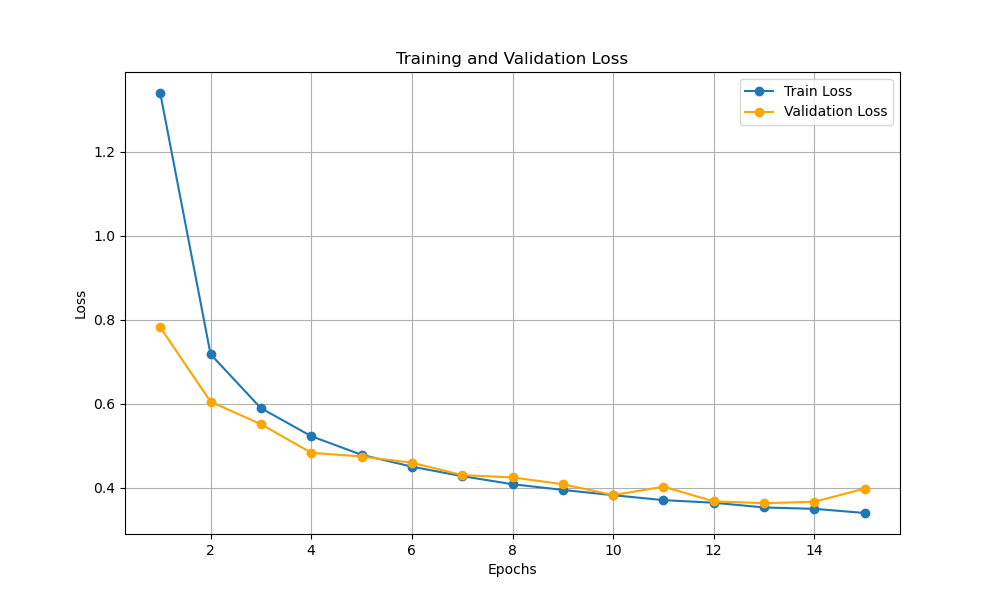 Training and Validation Loss
Train Loss
Validation Loss
1.2
1.0
0.8
0.6
0.4
Loss
2 4 6 8 10 12 14
Epochs